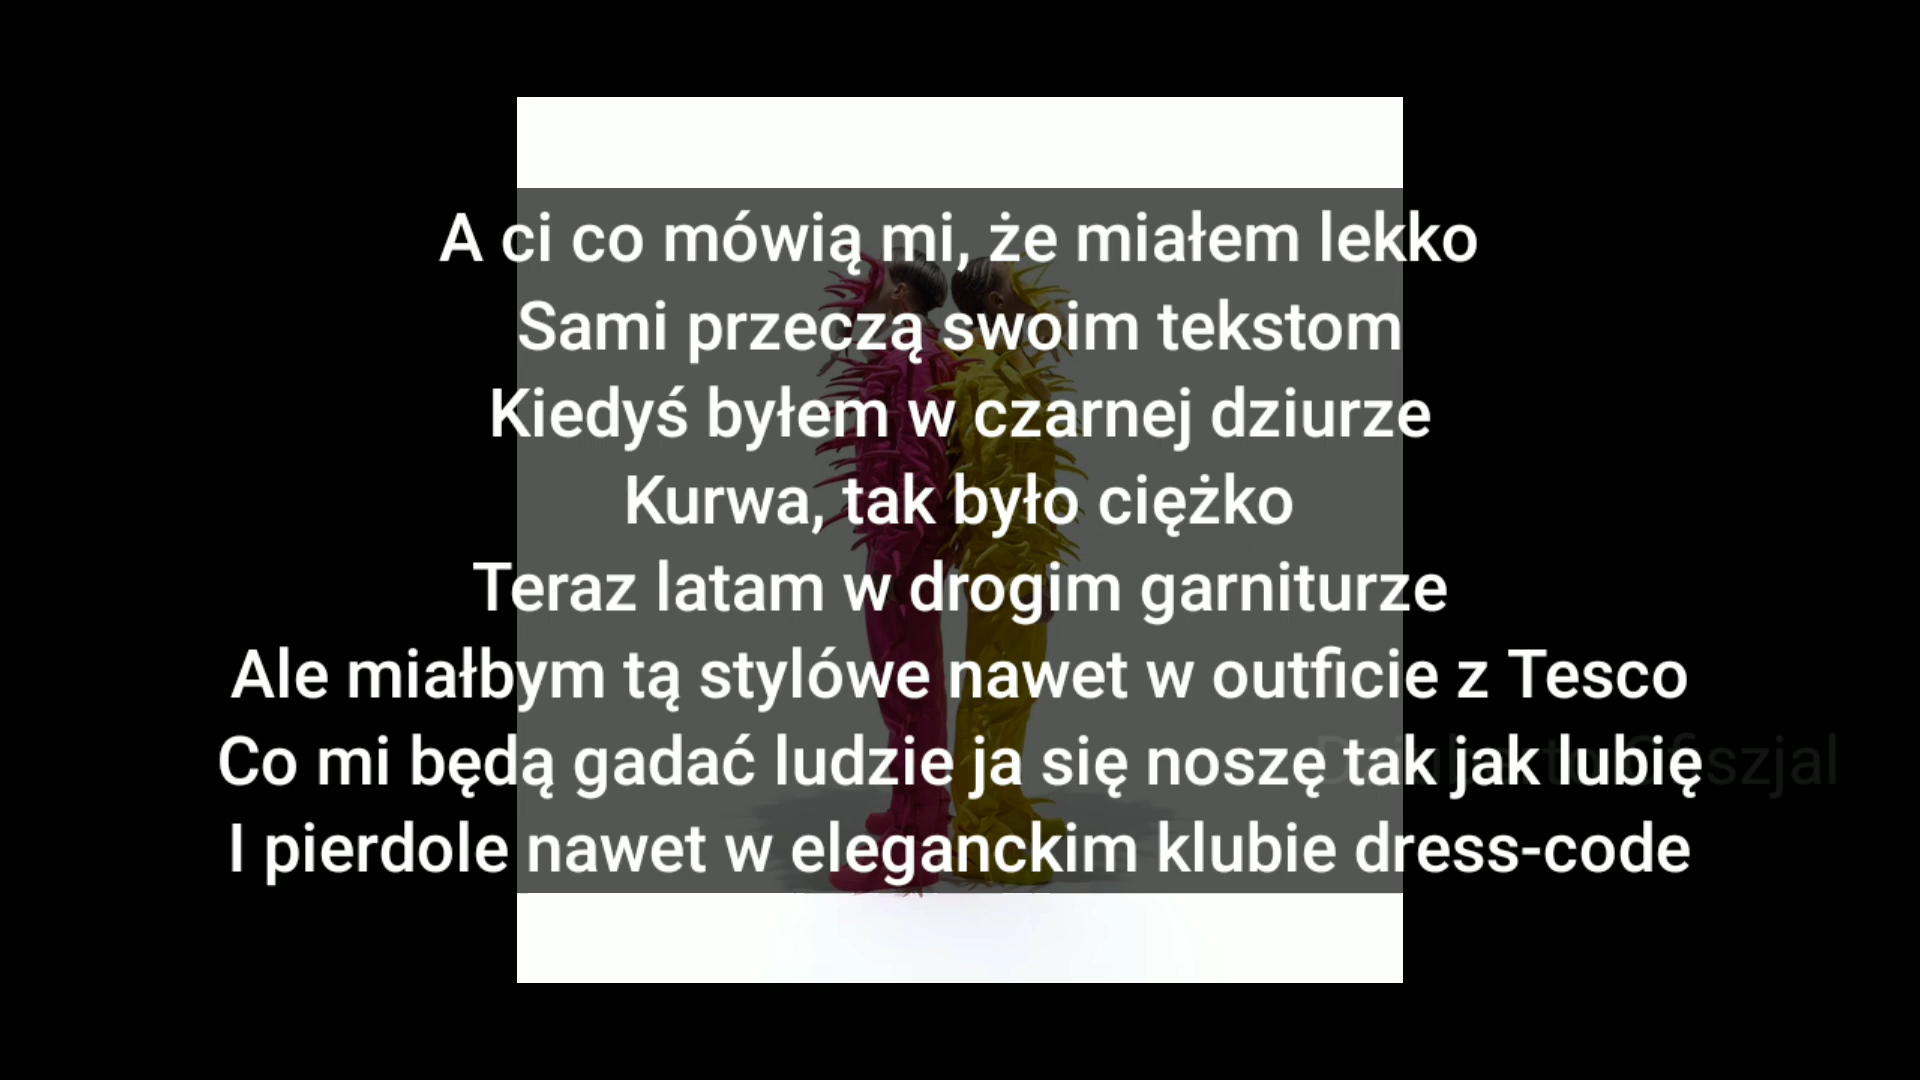 A ci co mówią mi, że miałem lekko
Sami przeczą swoim tekstom
Kiedyś byłem w czarnej dziurze
Kurwa, tak było ciężko
Teraz latam w drogim garniturze
Ale miałbym tą stylówe nawet w outficie z Tesco
Co mi będą gadać ludzie ja się noszę tak jak lubię
I pierdole nawet w eleganckim klubie dress-code